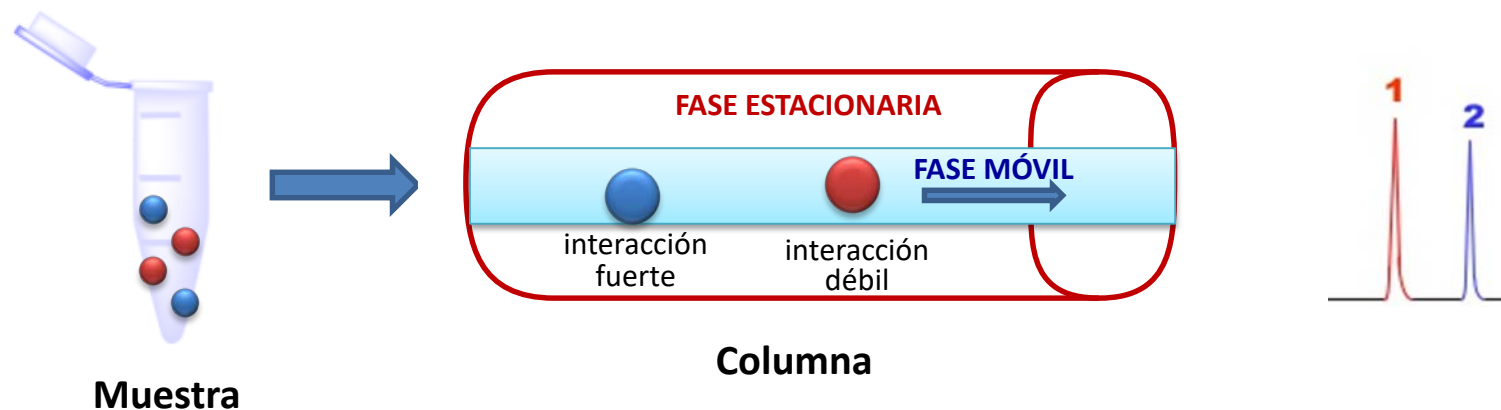 FASE ESTACIONARIA
FASE MÓVIL
interacción
fuerte
interacción
débil
Columna
Muestra
1
2